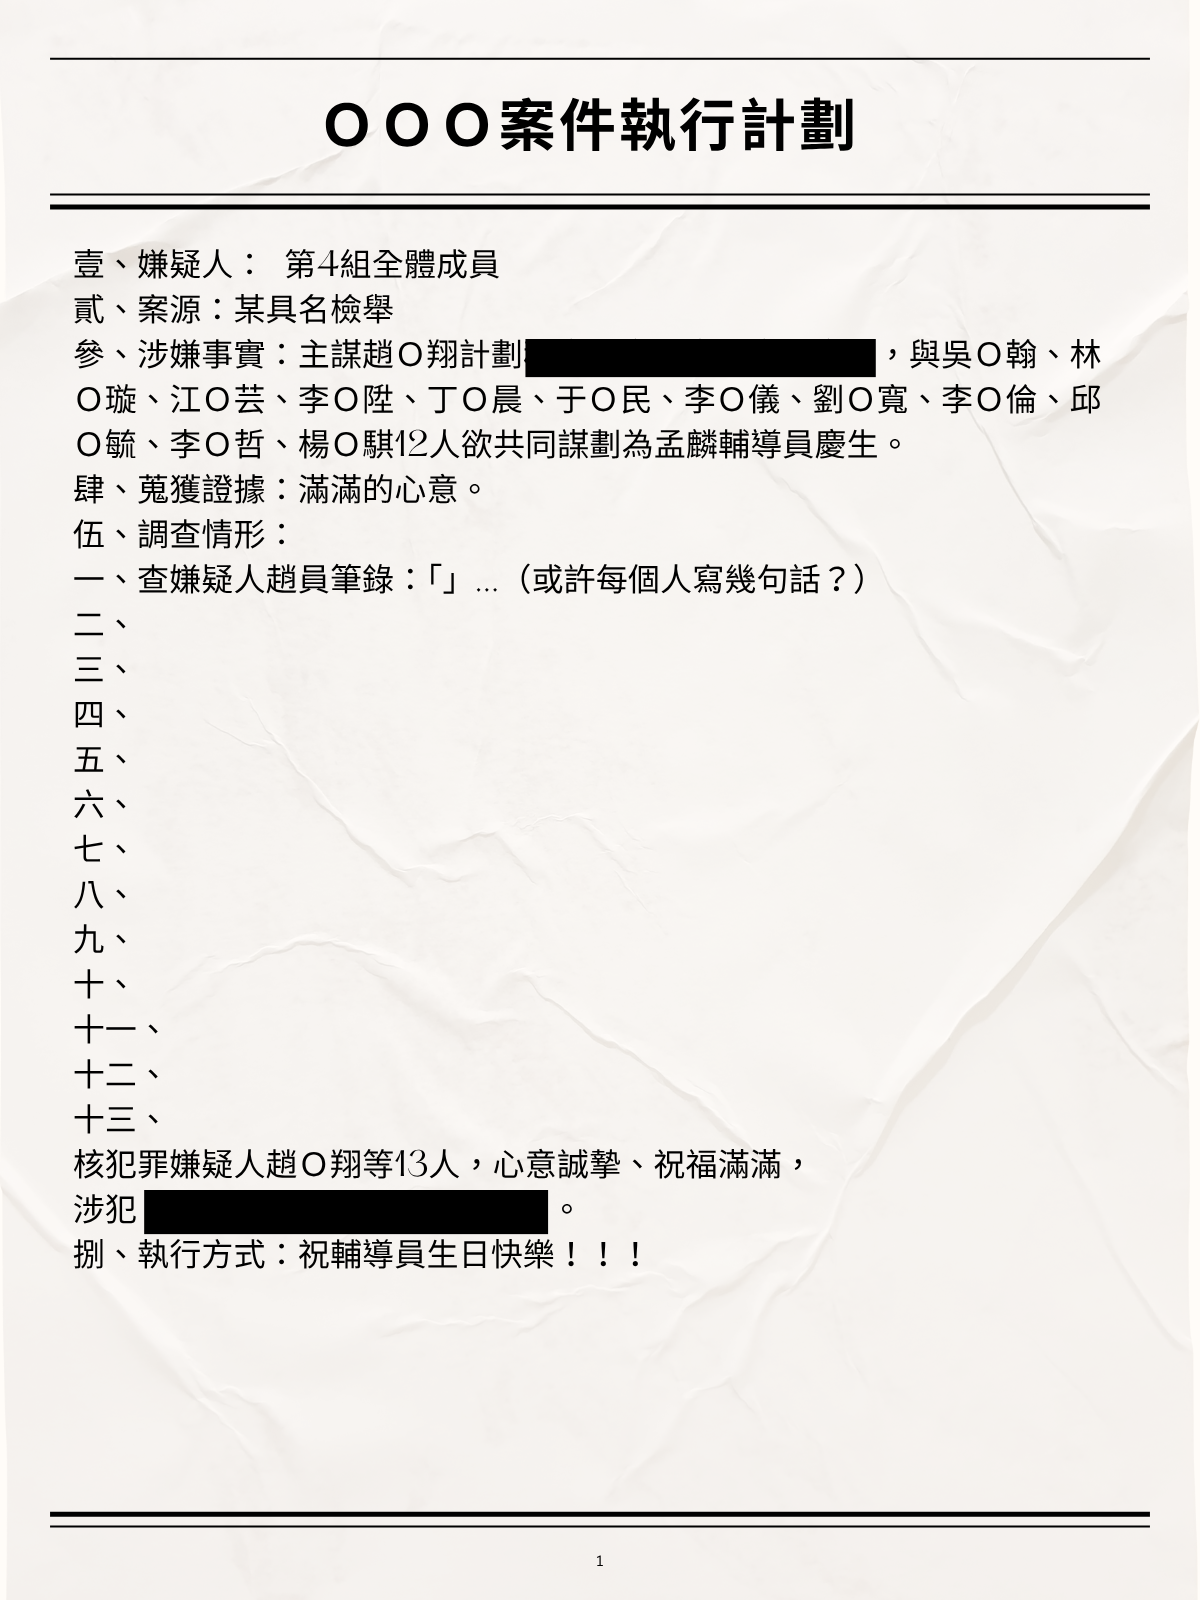 ＯＯＯ案件執行計劃
壹、嫌疑人： 第4組全體成員
貳、案源：某具名檢舉
參、涉嫌事實：主謀趙Ｏ翔計劃，與吳Ｏ翰、林
Ｏ璇、江Ｏ芸、李Ｏ陞、丁Ｏ晨、于Ｏ民、李Ｏ儀、劉Ｏ寬、李Ｏ倫、邱
Ｏ毓、李Ｏ哲、楊Ｏ騏12人欲共同謀劃為孟麟輔導員慶生。
肆、蒐獲證據：滿滿的心意。
伍、調查情形：
一、查嫌疑人趙員筆錄：「」...（或許每個人寫幾句話？）
二、
三、
四、
五、
六、
七、
八、
九、
十、
十一、
十二、
十三、
核犯罪嫌疑人趙Ｏ翔等13人，心意誠摯、祝福滿滿，
涉犯 。
捌、執行方式：祝輔導員生日快樂！！！
1